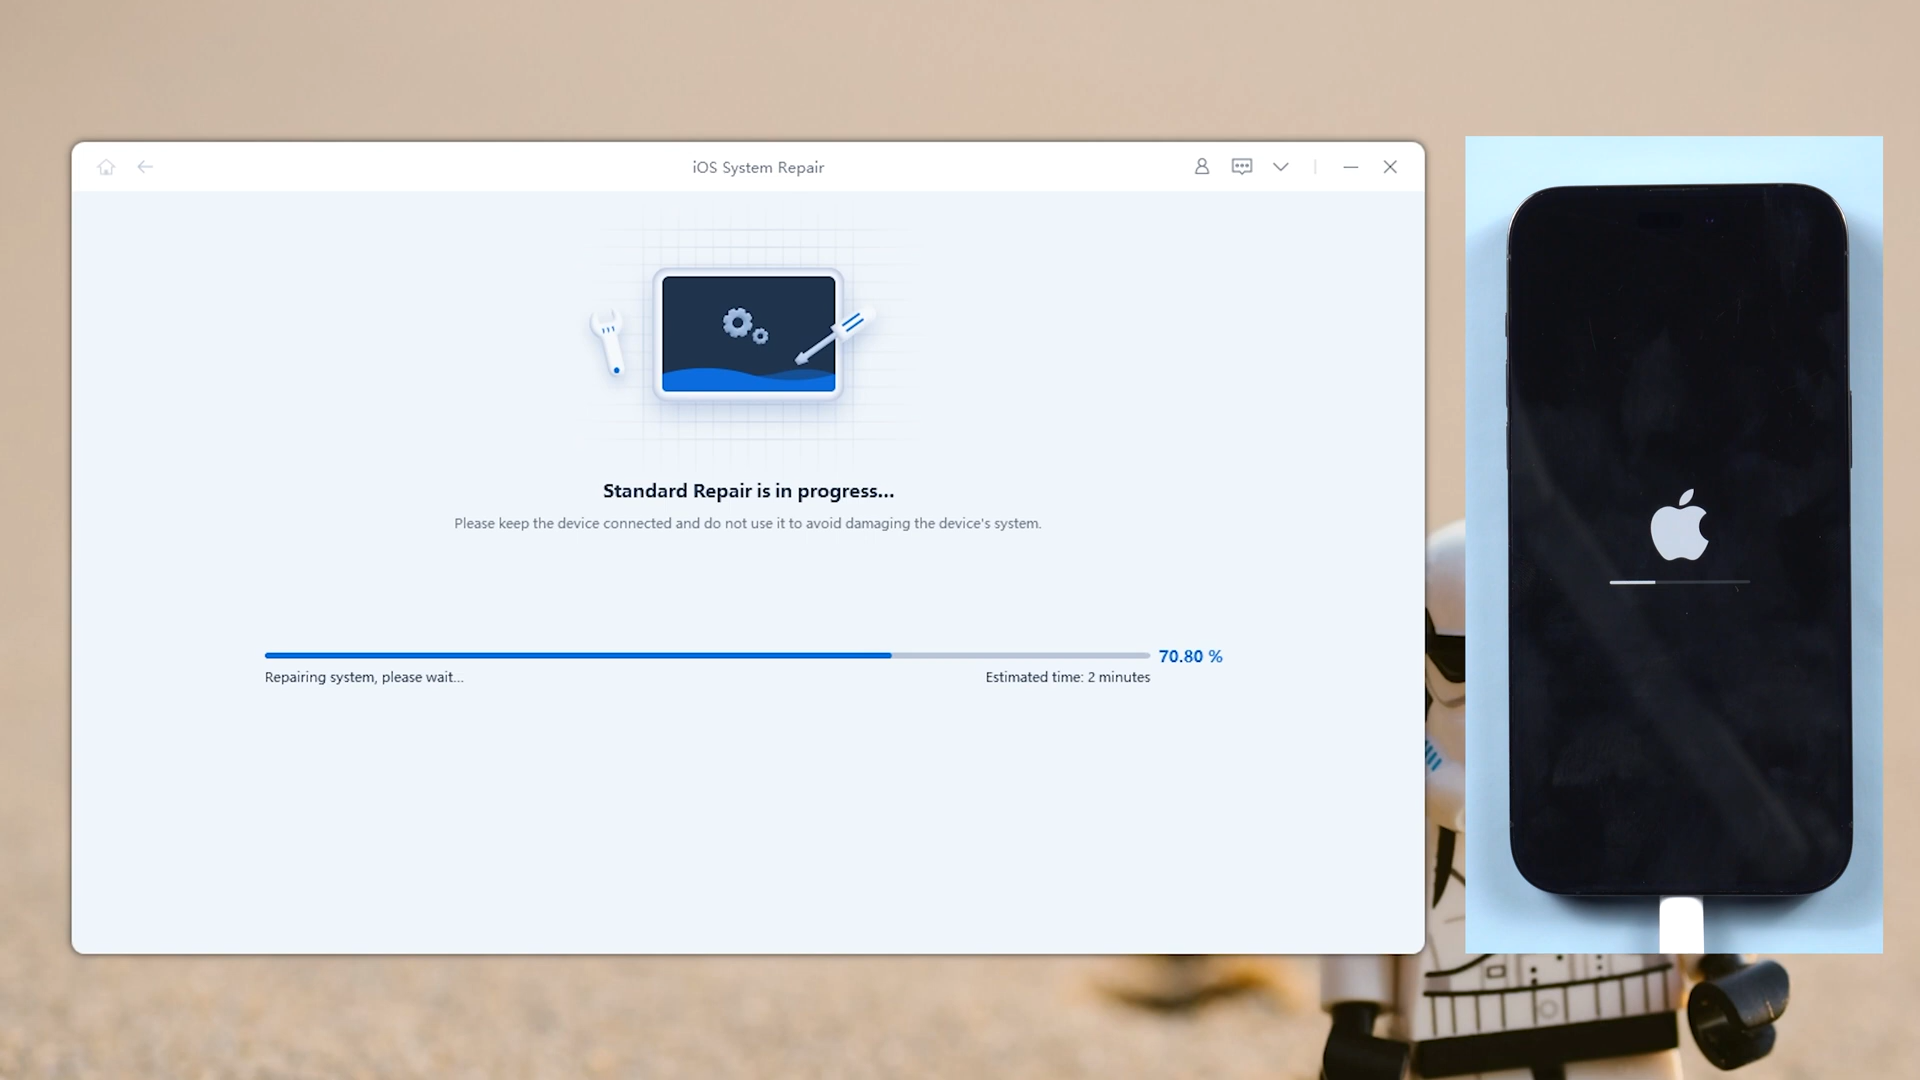 iOS System Repair
Standard Repair is in progress...
Please keep the device connected and do not use it to avoid damaging the device's system.
70.80 %
Repairing system, please wait...
Estimated time: 2 minutes